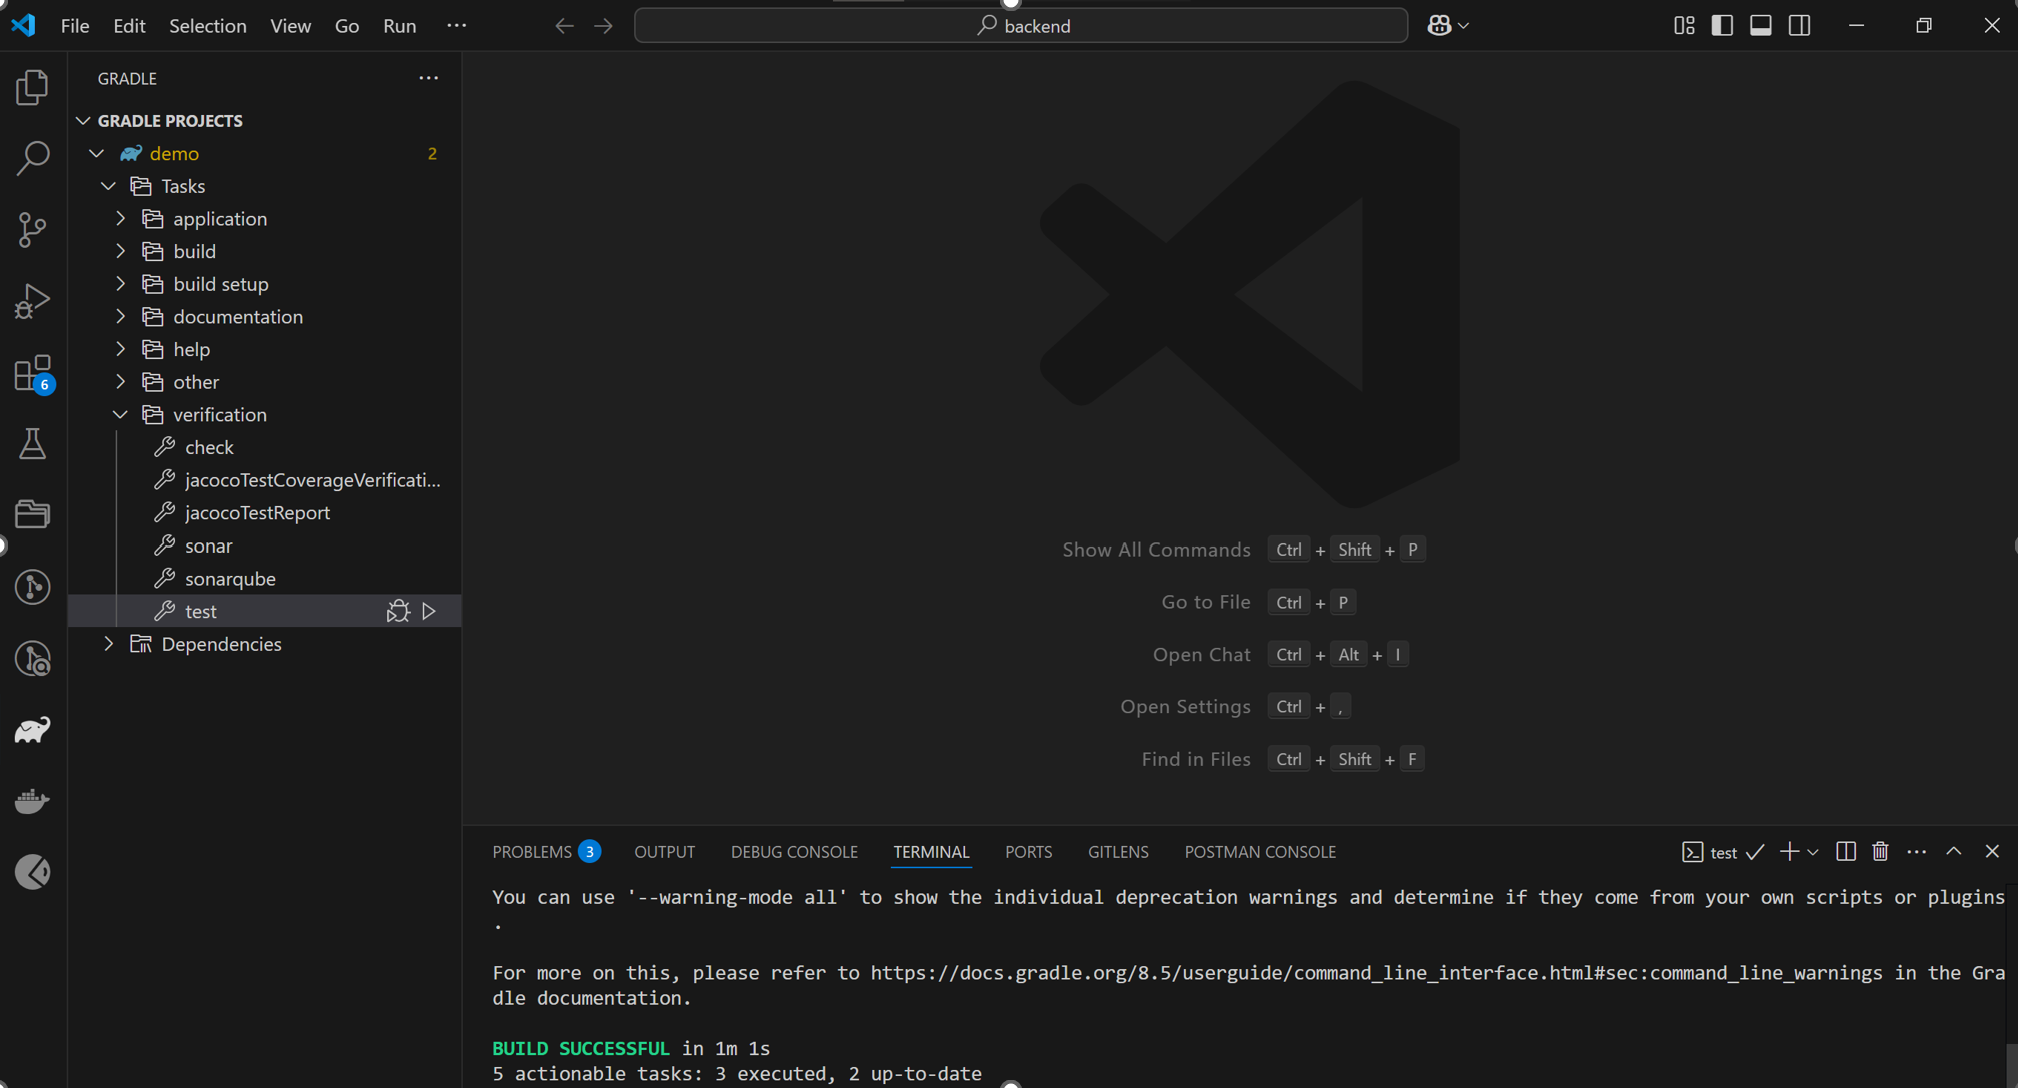 File Edit Selection View Go Run ···
backend
GRADLE
GRADLE PROJECTS
demo 2
Tasks
application
build
build setup
documentation
help
other
verification
check
jacocoTestCoverageVerificati...
jacocoTestReport
sonar
sonarqube
test
Dependencies
6
Show All Commands Ctrl + Shift + P
Go to File Ctrl + P
Open Chat Ctrl + Alt + I
Open Settings Ctrl + ,
Find in Files Ctrl + Shift + F
PROBLEMS 3 OUTPUT DEBUG CONSOLE TERMINAL PORTS GITLENS POSTMAN CONSOLE test
You can use '--warning-mode all' to show the individual deprecation warnings and determine if they come from your own scripts or plugins
.
For more on this, please refer to https://docs.gradle.org/8.5/userguide/command_line_interface.html#sec:command_line_warnings in the Gra
dle documentation.
BUILD SUCCESSFUL in 1m 1s
5 actionable tasks: 3 executed, 2 up-to-date